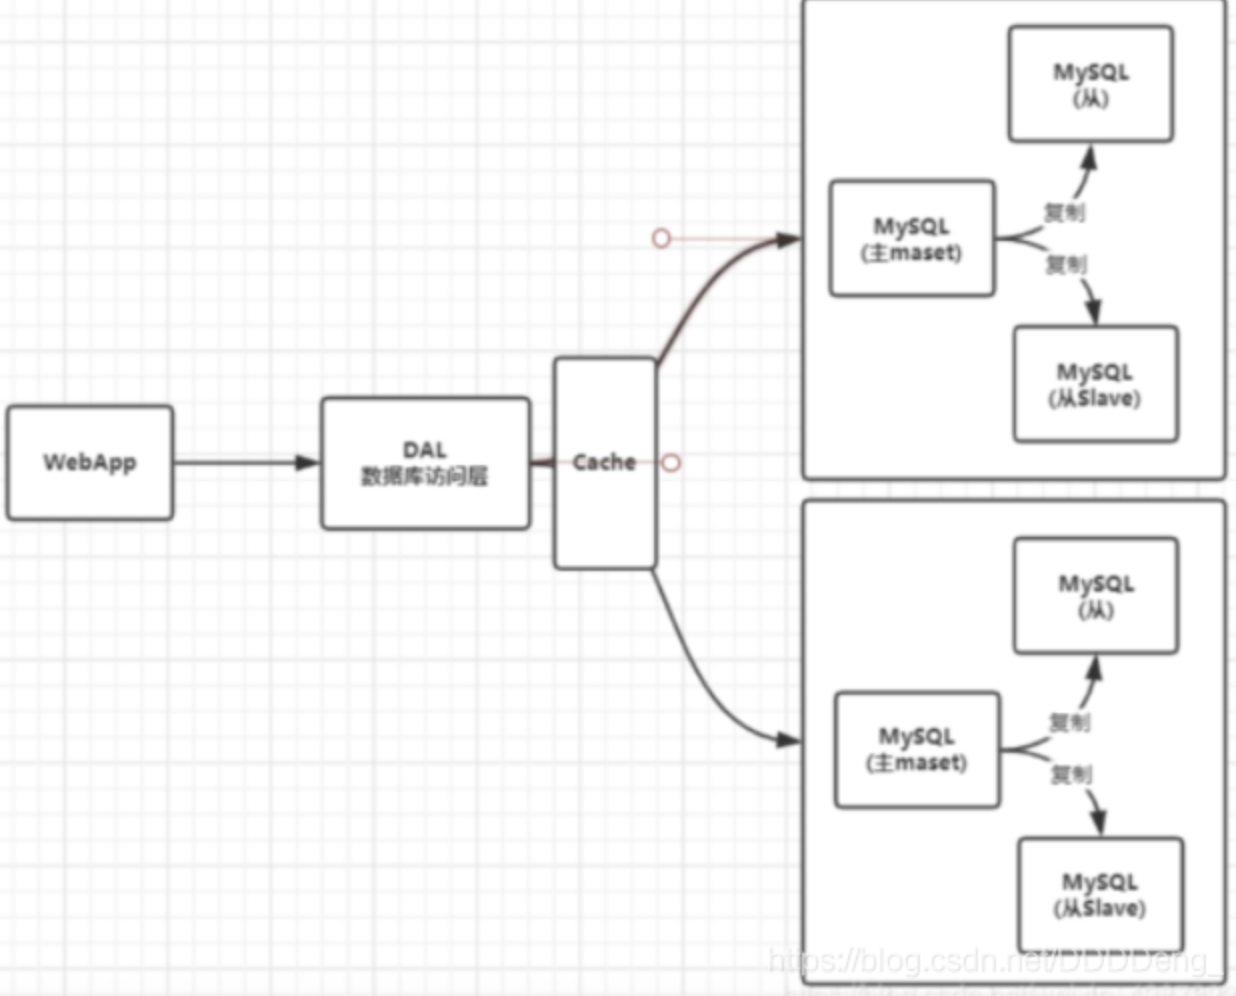 WebApp
DAL
数据库访问层
Cache
MySQL
(从)
MySQL
(主maset)
复制
复制
MySQL
(从Slave)
MySQL
(从)
MySQL
(主maset)
复制
复制
MySQL
(从Slave)
https://blog.csdn.net/DDDDeng_